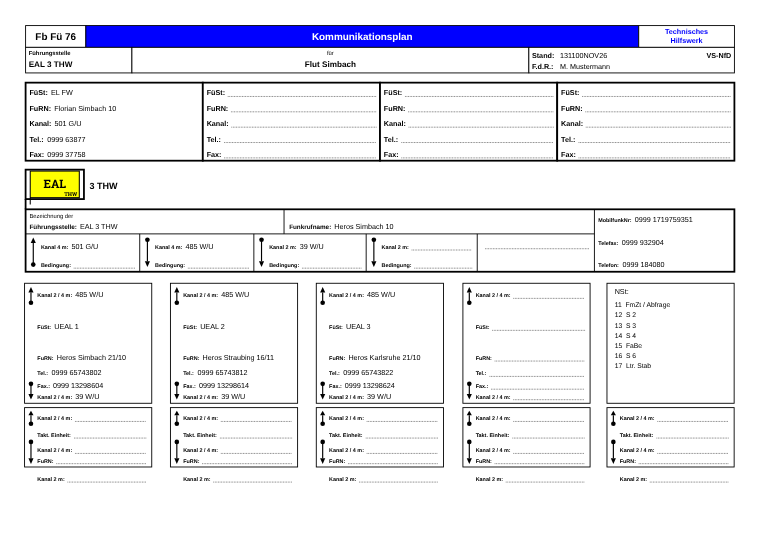 Fb Fü 76
Kommunikationsplan
Technisches
Hilfswerk
Führungsstelle
EAL 3 THW
für
Flut Simbach
Stand: 131100NOV26 VS-NfD
F.d.R.: M. Mustermann
FüSt: EL FW
FuRN: Florian Simbach 10
Kanal: 501 G/U
Tel.: 0999 63877
Fax: 0999 37758
FüSt:
FuRN:
Kanal:
Tel.:
Fax:
FüSt:
FuRN:
Kanal:
Tel.:
Fax:
FüSt:
FuRN:
Kanal:
Tel.:
Fax:
EAL
THW
3 THW
Bezeichnung der
Führungsstelle: EAL 3 THW
Funkrufname: Heros Simbach 10
Mobilfunknr: 0999 1719759351
Telefax: 0999 932904
Telefon: 0999 184080
Kanal 4 m: 501 G/U
Bedingung:
Kanal 4 m: 485 W/U
Bedingung:
Kanal 2 m: 39 W/U
Bedingung:
Kanal 2 m:
Bedingung:
Kanal 2 / 4 m: 485 W/U
FüSt: UEAL 1
FuRN: Heros Simbach 21/10
Tel.: 0999 65743802
Fax.: 0999 13298604
Kanal 2 / 4 m: 39 W/U
Kanal 2 / 4 m: 485 W/U
FüSt: UEAL 2
FuRN: Heros Straubing 16/11
Tel.: 0999 65743812
Fax.: 0999 13298614
Kanal 2 / 4 m: 39 W/U
Kanal 2 / 4 m: 485 W/U
FüSt: UEAL 3
FuRN: Heros Karlsruhe 21/10
Tel.: 0999 65743822
Fax.: 0999 13298624
Kanal 2 / 4 m: 39 W/U
Kanal 2 / 4 m:
FüSt:
FuRN:
Tel.:
Fax.:
Kanal 2 / 4 m:
NSt:
11 FmZt / Abfrage
12 S 2
13 S 3
14 S 4
15 FaBe
16 S 6
17 Ltr. Stab
Kanal 2 / 4 m:
Takt. Einheit:
Kanal 2 / 4 m:
FuRN:
Kanal 2 m:
Kanal 2 / 4 m:
Takt. Einheit:
Kanal 2 / 4 m:
FuRN:
Kanal 2 m:
Kanal 2 / 4 m:
Takt. Einheit:
Kanal 2 / 4 m:
FuRN:
Kanal 2 m:
Kanal 2 / 4 m:
Takt. Einheit:
Kanal 2 / 4 m:
FuRN:
Kanal 2 m:
Kanal 2 / 4 m:
Takt. Einheit:
Kanal 2 / 4 m:
FuRN:
Kanal 2 m: